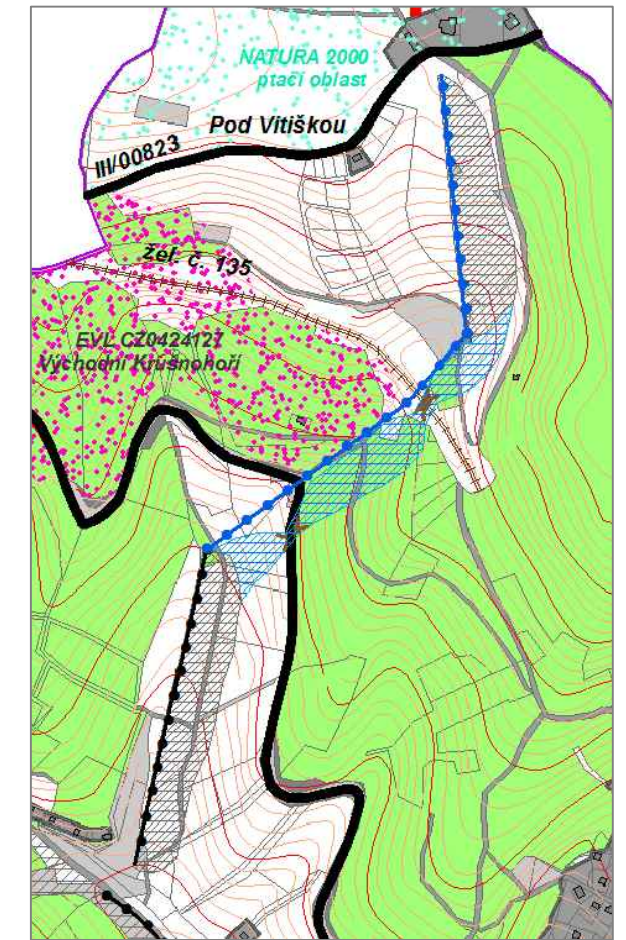 NATURA 2000
ptačí oblast
Pod Vitiškou
III/00823
žel. č. 135
EVL CZ0424127
Východní Krušnohoří